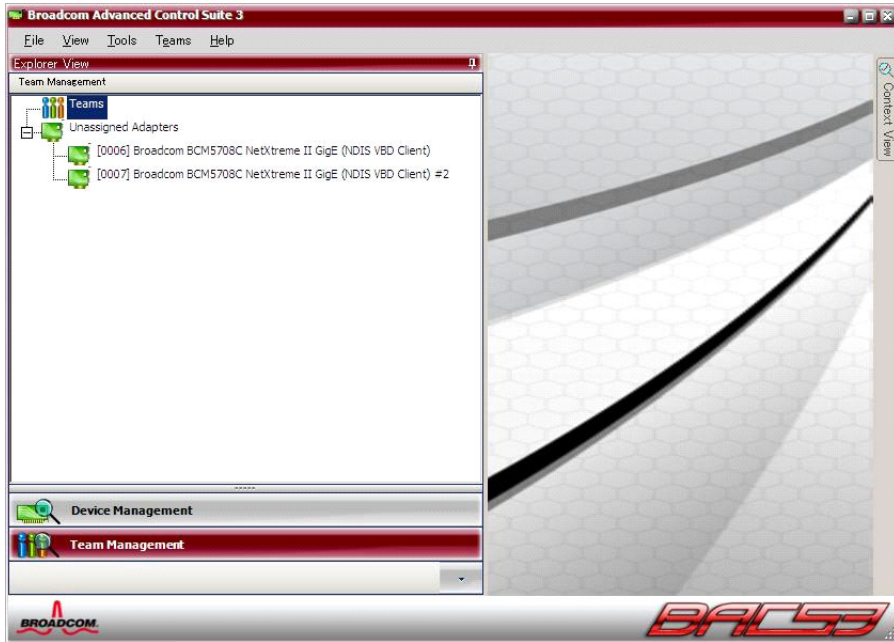 Broadcom Advanced Control Suite 3
File View Tools Teams Help
Explorer View
Team Management
Teams
Unassigned Adapters
[0006] Broadcom BCM5708C NetXtreme II GigE (NDIS VBD Client)
[0007] Broadcom BCM5708C NetXtreme II GigE (NDIS VBD Client) #2
Context View
Device Management
Team Management
BROADCOM.
BACS3